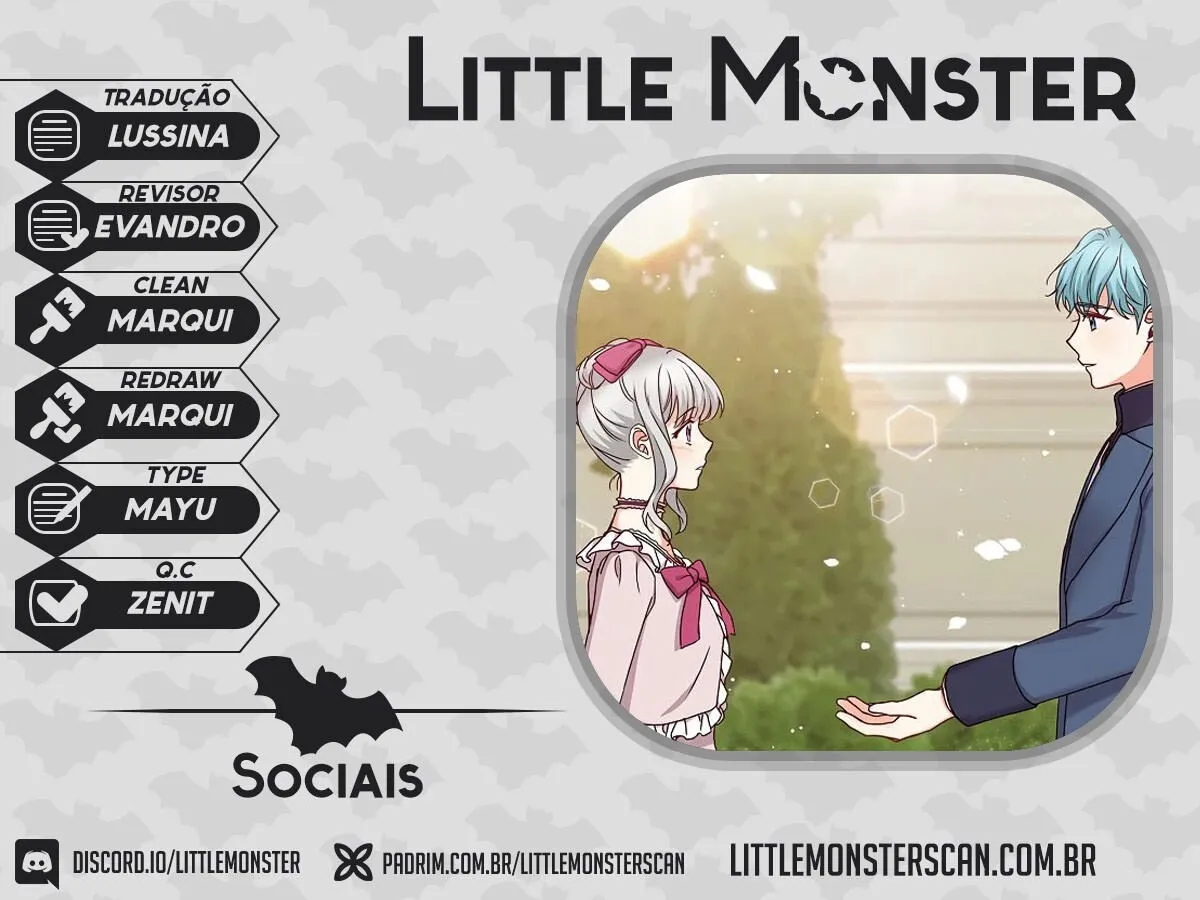 LITTLE MONSTER
TRADUÇÃO
LUSSINA
REVISOR
EVANDRO
CLEAN
MARQUI
REDRAW
MARQUI
TYPE
MAYU
Q.C
ZENIT
SOCIAIS
DISCORD.IO/LITTLEMONSTER
PADRIM.COM.BR/LITTLEMONSTERSCAN
LITTLEMONSTERSCAN.COM.BR